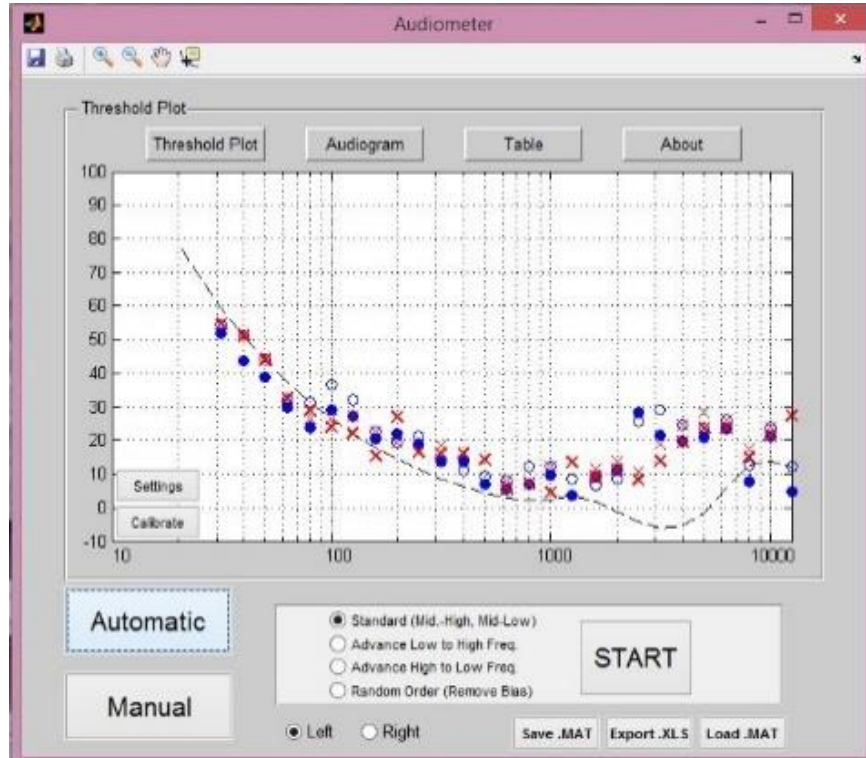 Audiometer
Threshold Plot
Threshold Plot Audiogram Table About
100
90
80
70
60
50
40
30
20
10
0
-10
Settings
Calibrate
10 100 1000 10000
Automatic
Manual
Standard (Mid.-High, Mid-Low)
Advance Low to High Freq.
Advance High to Low Freq.
Random Order (Remove Bias)
START
Left Right
Save .MAT Export .XLS Load .MAT